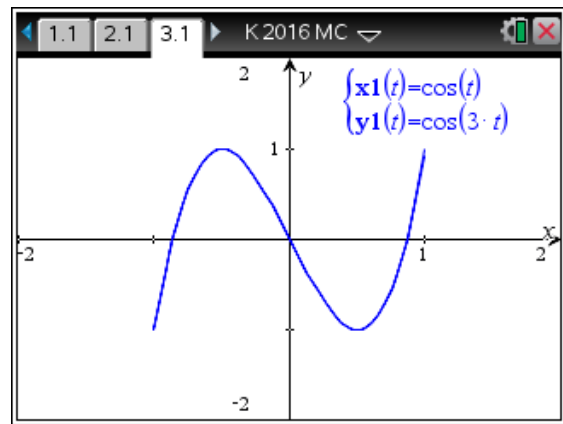 1.1 2.1 3.1 K 2016 MC
2 y
x1(t)=cos(t)
y1(t)=cos(3· t)
1
x
-2 1 2
-2